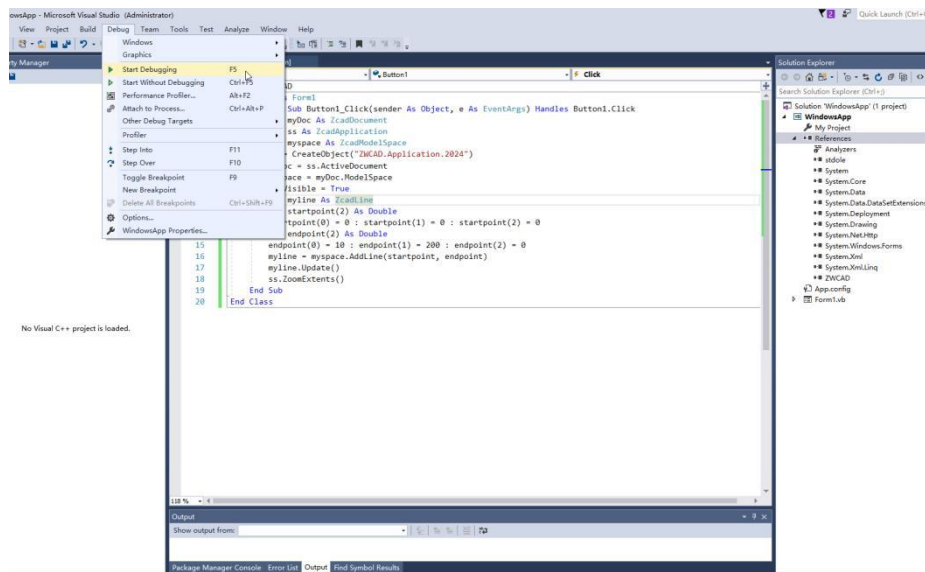 owsApp - Microsoft Visual Studio (Administrator)
Quick Launch (Ctrl+
View Project Build Debug Team Tools Test Analyze Window Help
Windows
Graphics
Start Debugging F5
Start Without Debugging Ctrl+F5
Performance Profiler... Alt+F2
Attach to Process... Ctrl+Alt+P
Other Debug Targets
Profiler
Step Into F11
Step Over F10
Toggle Breakpoint F9
New Breakpoint
Delete All Breakpoints Ctrl+Shift+F9
Options...
WindowsApp Properties...
rty Manager
No Visual C++ project is loaded.
Button1 Click
AD
Form1
Sub Button1_Click(sender As Object, e As EventArgs) Handles Button1.Click
myDoc As ZcadDocument
ss As ZcadApplication
myspace As ZcadModelSpace
CreateObject("ZWCAD.Application.2024")
oc = ss.ActiveDocument
pace = myDoc.ModelSpace
isible = True
myline As ZcadLine
startpoint(2) As Double
rtpoint(0) = 0 : startpoint(1) = 0 : startpoint(2) = 0
endpoint(2) As Double
15 endpoint(0) = 10 : endpoint(1) = 200 : endpoint(2) = 0
16 myline = myspace.AddLine(startpoint, endpoint)
17 myline.Update()
18 ss.ZoomExtents()
19 End Sub
20 End Class
118 %
Output
Show output from:
Package Manager Console Error List Output Find Symbol Results
Solution Explorer
Search Solution Explorer (Ctrl+;)
Solution 'WindowsApp' (1 project)
WindowsApp
My Project
References
Analyzers
stdole
System
System.Core
System.Data
System.Data.DataSetExtensions
System.Deployment
System.Drawing
System.Net.Http
System.Windows.Forms
System.Xml
System.Xml.Linq
ZWCAD
App.config
Form1.vb